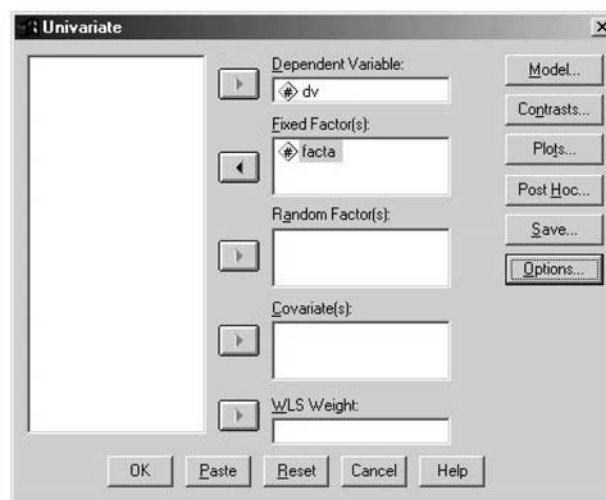 Univariate
Dependent Variable:
# dv
Fixed Factor(s):
# facta
Random Factor(s):
Covariate(s):
WLS Weight:
Model...
Contrasts...
Plots...
Post Hoc...
Save...
Options...
OK Paste Reset Cancel Help